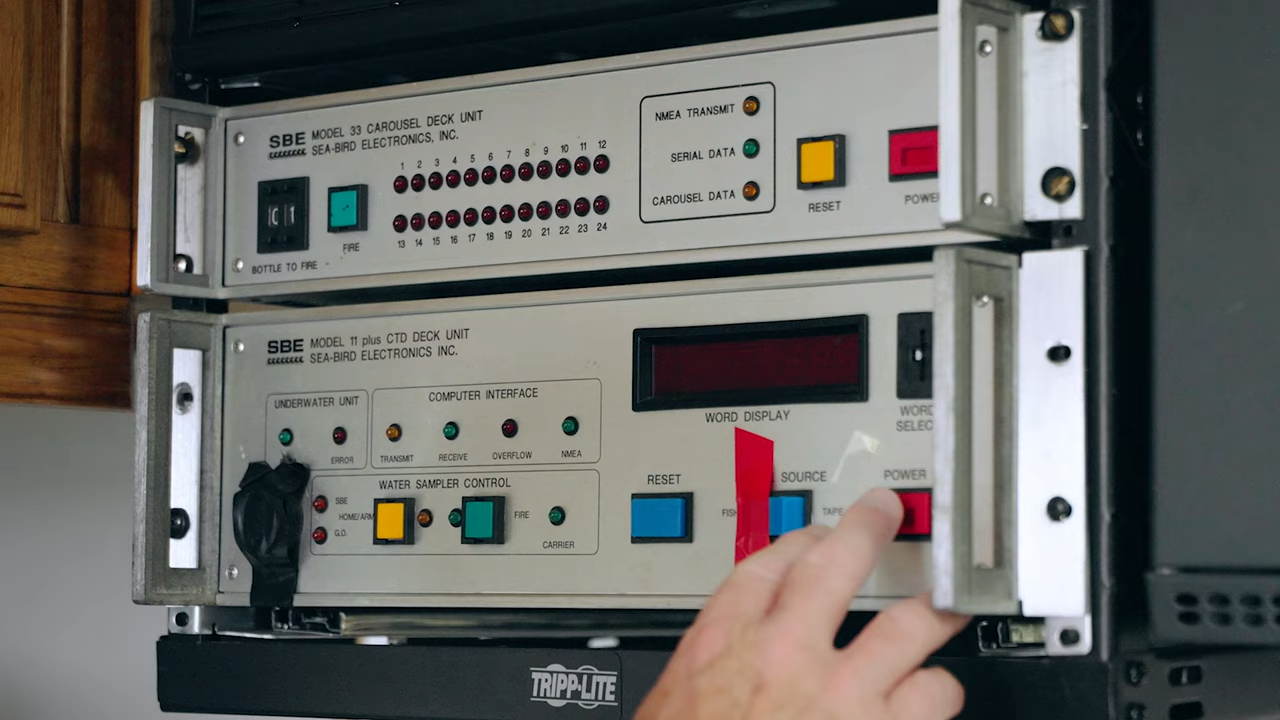 SBE MODEL 33 CAROUSEL DECK UNIT
SEA-BIRD ELECTRONICS, INC.
1 2 3 4 5 6 7 8 9 10 11 12
13 14 15 16 17 18 19 20 21 22 23 24
BOTTLE TO FIRE
FIRE
NMEA TRANSMIT
SERIAL DATA
CAROUSEL DATA
RESET
POWER
SBE MODEL 11 plus CTD DECK UNIT
SEA-BIRD ELECTRONICS INC.
UNDERWATER UNIT
ERROR
COMPUTER INTERFACE
TRANSMIT RECEIVE OVERFLOW NMEA
WATER SAMPLER CONTROL
SBE
HOME/ARM
G.O.
FIRE
CARRIER
WORD DISPLAY
WORD
SELEC
RESET
SOURCE
FISH
TAPE
POWER
TRIPP·LITE